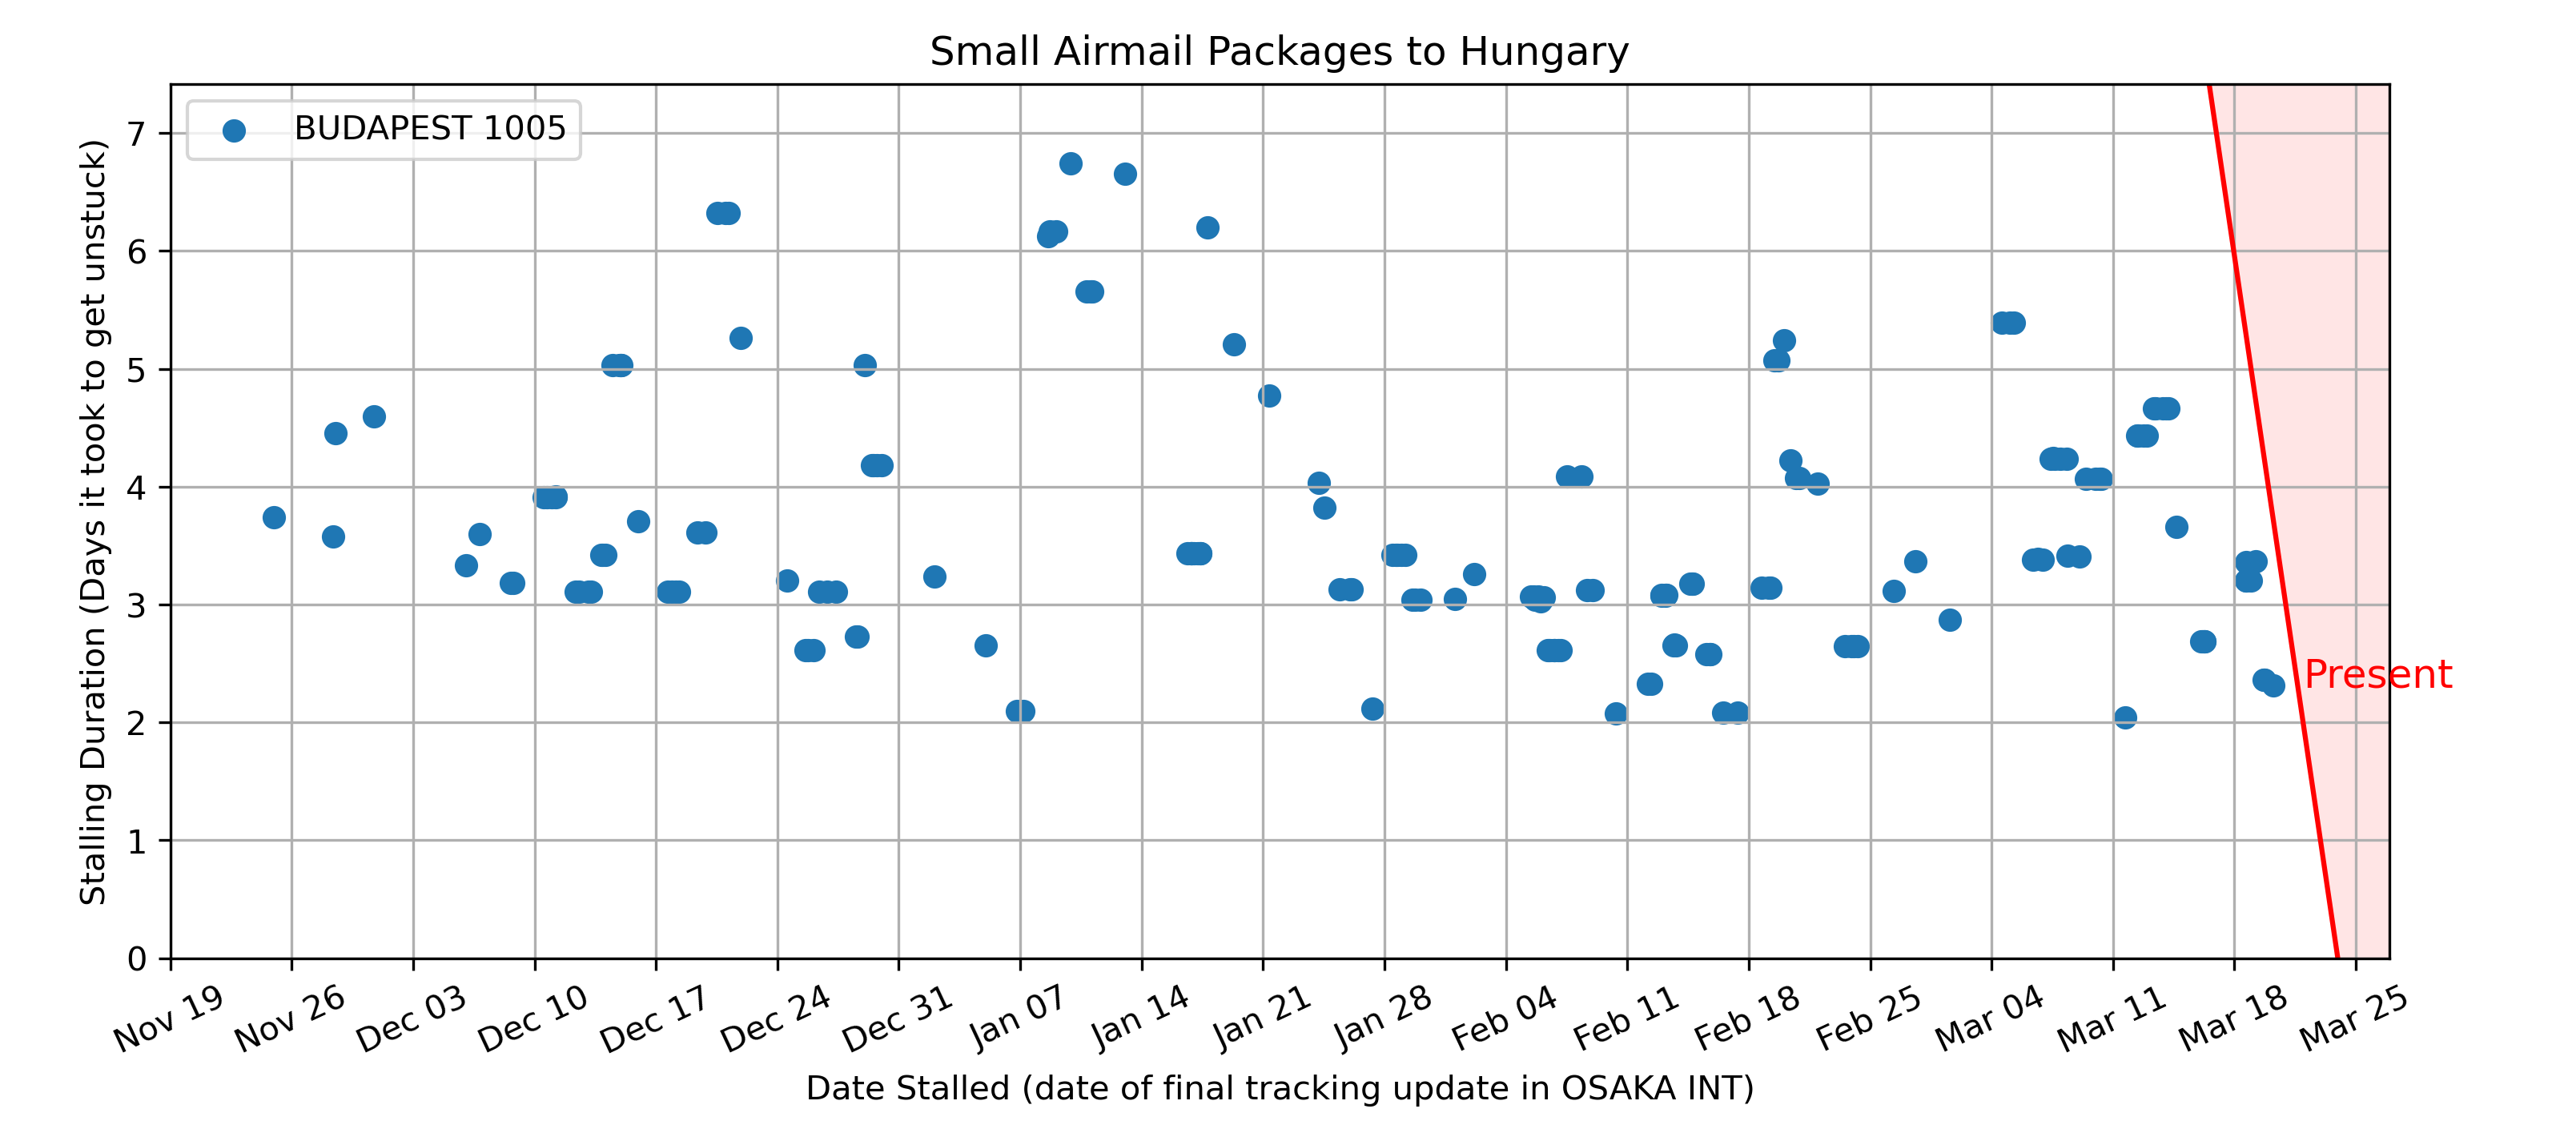 Small Airmail Packages to Hungary
BUDAPEST 1005
Stalling Duration (Days it took to get unstuck)
7
6
5
4
3
2
1
0
Present
Nov 19 Nov 26 Dec 03 Dec 10 Dec 17 Dec 24 Dec 31 Jan 07 Jan 14 Jan 21 Jan 28 Feb 04 Feb 11 Feb 18 Feb 25 Mar 04 Mar 11 Mar 18 Mar 25
Date Stalled (date of final tracking update in OSAKA INT)